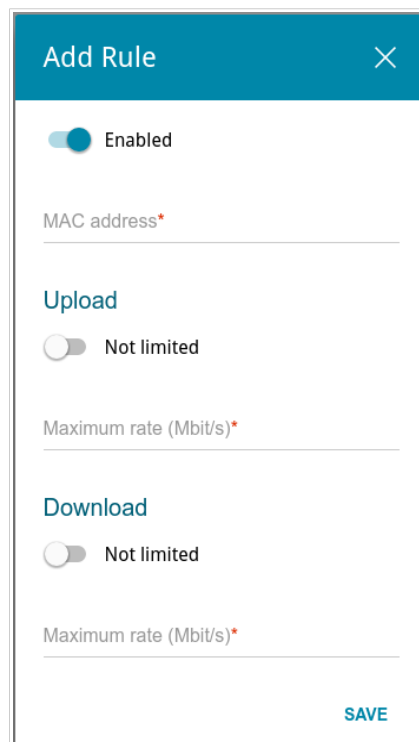 Add Rule
Enabled
MAC address*
Upload
Not limited
Maximum rate (Mbit/s)*
Download
Not limited
Maximum rate (Mbit/s)*
SAVE